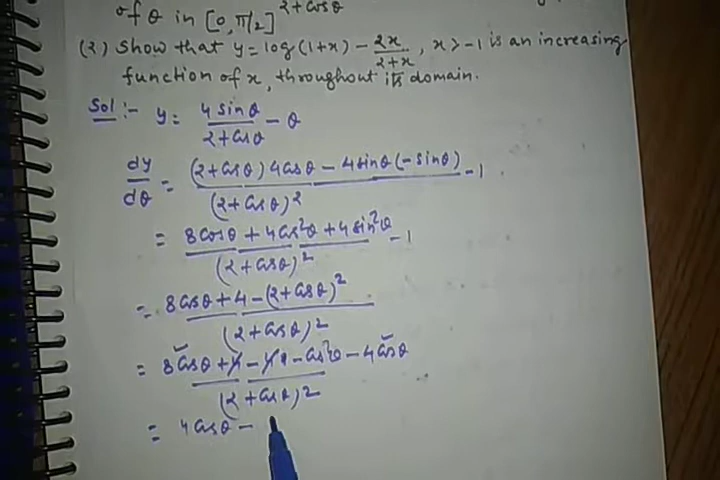 of θ in [0, π/2] 2+cosθ
(2) Show that y = log(1+x) - 2x/2+x, x > -1 is an increasing
function of x, throughout its domain.
Sol :- y = 4 sinθ/2+cosθ - θ
dy/dθ = (2+cosθ) 4cosθ - 4sinθ(-sinθ)/(2+cosθ)² -1
= 8cosθ + 4cos²θ + 4sin²θ/(2+cosθ)² -1
= 8cosθ + 4 - (2+cosθ)²/(2+cosθ)²
= 8cosθ + 4 - 4 - cos²θ - 4cosθ/(2+cosθ)²
= 4cosθ -